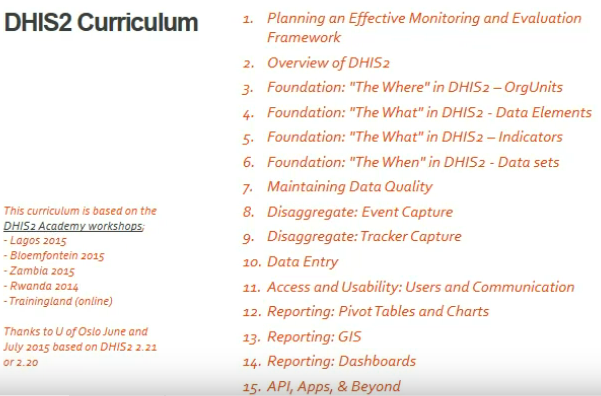 DHIS2 Curriculum
This curriculum is based on the
DHIS2 Academy workshops;
- Lagos 2015
- Bloemfontein 2015
- Zambia 2015
- Rwanda 2014
- Trainingland (online)
Thanks to U of Oslo June and
July 2015 based on DHIS2 2.21
or 2.20
1. Planning an Effective Monitoring and Evaluation
Framework
2. Overview of DHIS2
3. Foundation: "The Where" in DHIS2 – OrgUnits
4. Foundation: "The What" in DHIS2 - Data Elements
5. Foundation: "The What" in DHIS2 – Indicators
6. Foundation: "The When" in DHIS2 - Data sets
7. Maintaining Data Quality
8. Disaggregate: Event Capture
9. Disaggregate: Tracker Capture
10. Data Entry
11. Access and Usability: Users and Communication
12. Reporting: Pivot Tables and Charts
13. Reporting: GIS
14. Reporting: Dashboards
15. API, Apps, & Beyond